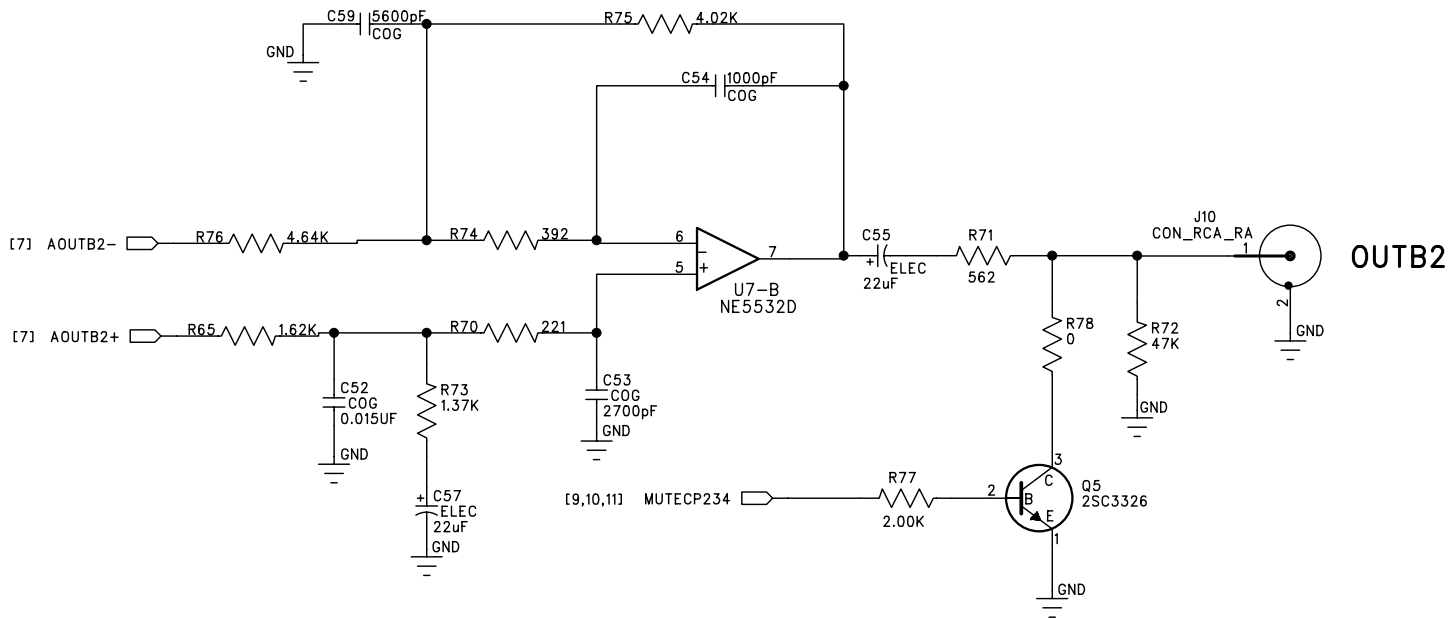 C59 5600pF
COG
GND
R75 4.02K
C54 1000pF
COG
[7] AOUTB2-
R76 4.64K
R74 392
6
5
7
U7-B
NE5532D
C55
ELEC
22uF
R71
562
J10
CON_RCA_RA
1
2
GND
OUTB2
[7] AOUTB2+
R65 1.62K
R70 221
C52
COG
0.015UF
GND
R73
1.37K
C57
ELEC
22uF
GND
C53
COG
2700pF
GND
R78
0
R72
47K
GND
[9,10,11] MUTECP234
R77
2.00K
2
B
3
C
E
1
Q5
2SC3326
GND